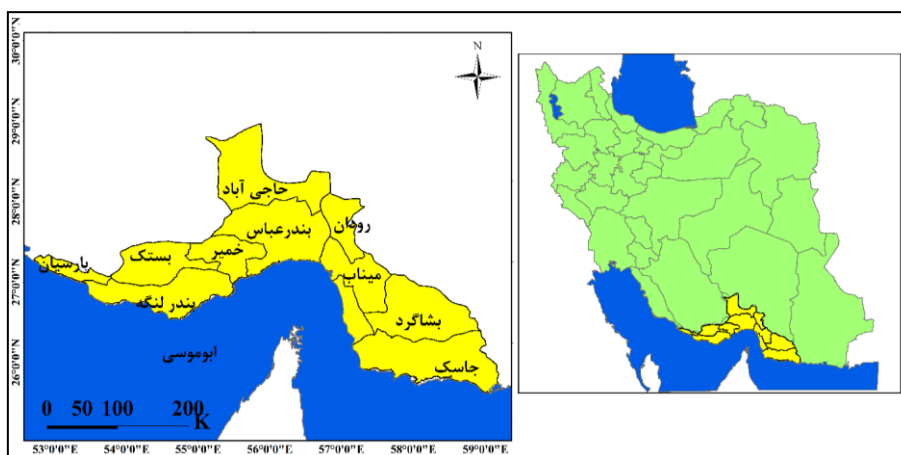 N
30°0'0"N
29°0'0"N
28°0'0"N
27°0'0"N
26°0'0"N
حاجی آباد
رودان
بندرعباس
خمیر
بستک
پارسیان
میناب
بندر لنگه
بشاگرد
ابوموسی
جاسک
0 50 100 200
K
53°0'0"E 54°0'0"E 55°0'0"E 56°0'0"E 57°0'0"E 58°0'0"E 59°0'0"E